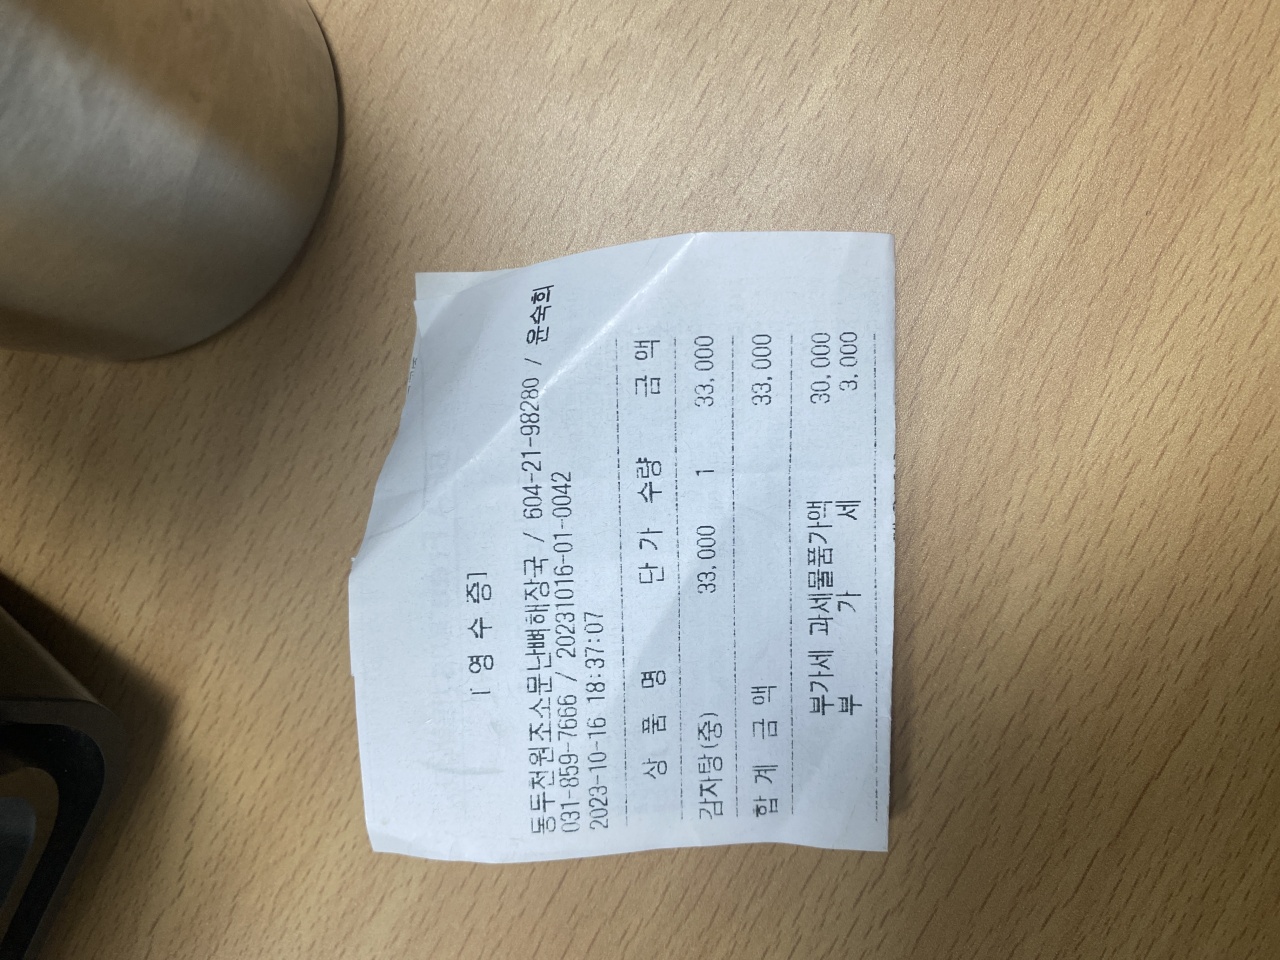 [ 영 수 증]
동두천원조소문난뼈해장국 / 604-21-98280 / 윤숙희
031-859-7666 / 20231016-01-0042
2023-10-16 18:37:07
상 품 명 단 가 수량 금 액
감자탕(중) 33,000 1 33,000
합 계 금 액 33,000
부가세 과세물품가액 30,000
부 가 세 3,000